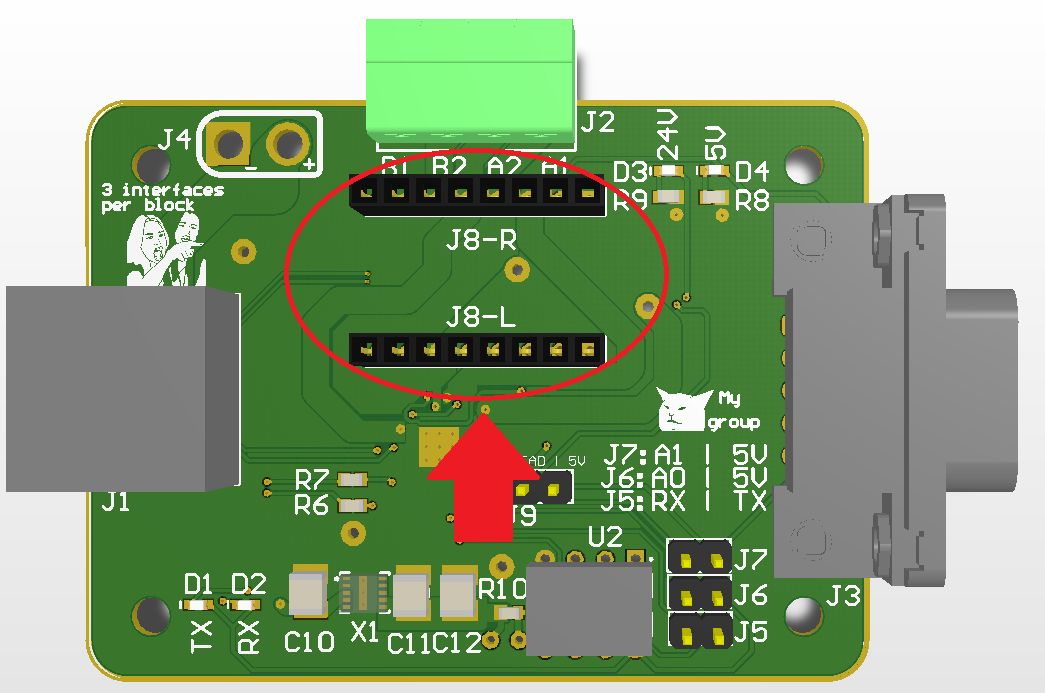 J2
J4
- +
24V
5V
B1 B2 A2 A1
D3 D4
R9 R8
3 interfaces
per block
J8-R
J8-L
My
group
EAD | 5V
J7:A1 | 5V
J6:A0 | 5V
J5:RX | TX
R7
R6
J1
J9
U2
J7
J6
J5
J3
D1 D2
TX
RX
C10
X1
C11
C12
R10